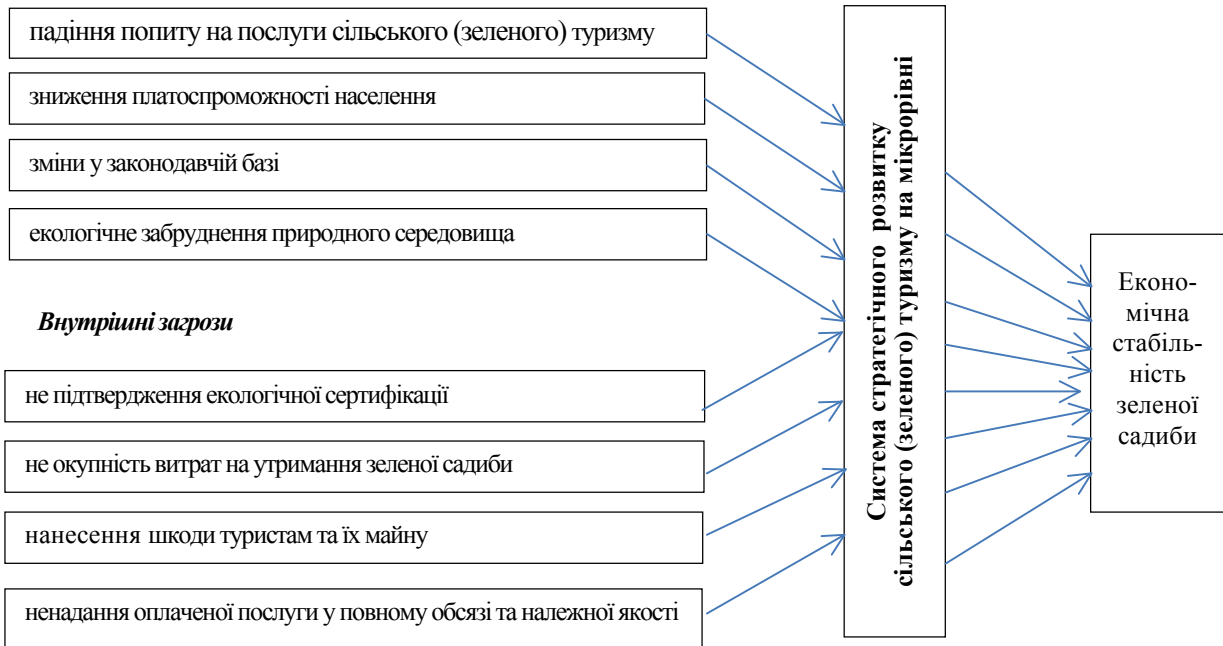 падіння попиту на послуги сільського (зеленого) туризму
зниження платоспроможності населення
зміни у законодавчій базі
екологічне забруднення природного середовища
Внутрішні загрози
не підтвердження екологічної сертифікації
не окупність витрат на утримання зеленої садиби
нанесення шкоди туристам та їх майну
ненадання оплаченої послуги у повному обсязі та належної якості
Система стратегічного розвитку
сільського (зеленого) туризму на мікрорівні
Еконо-
мічна
стабіль-
ність
зеленої
садиби